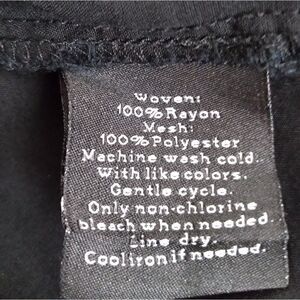 Woven:
100% Rayon
Mesh:
100% Polyester
Machine wash cold.
With like colors.
Gentle cycle.
Only non-chlorine
bleach when needed.
Line dry.
Cool iron if needed.